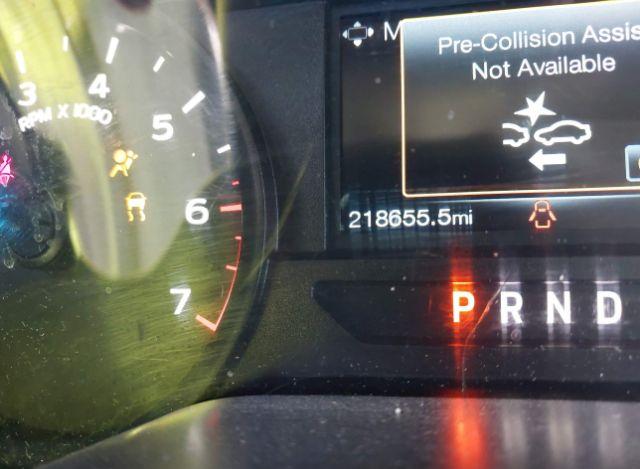 M
Pre-Collision Assis
Not Available
3
4
5
6
7
RPM X 1000
218655.5mi
P R N D